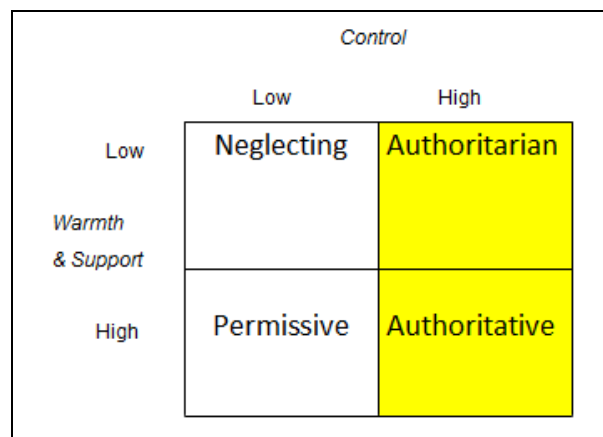 Control
Low High
Low Neglecting Authoritarian
Warmth
& Support
High Permissive Authoritative